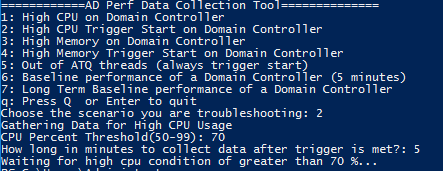 ============AD Perf Data Collection Tool==============
1: High CPU on Domain Controller
2: High CPU Trigger Start on Domain Controller
3: High Memory on Domain Controller
4: High Memory Trigger Start on Domain Controller
5: Out of ATQ threads (always trigger start)
6: Baseline performance of a Domain Controller (5 minutes)
7: Long Term Baseline performance of a Domain Controller
q: Press Q  or Enter to quit
Choose the scenario you are troubleshooting: 2
Gathering Data for High CPU Usage
CPU Percent Threshold(50-99): 70
How long in minutes to collect data after trigger is met?: 5
Waiting for high cpu condition of greater than 70 %...